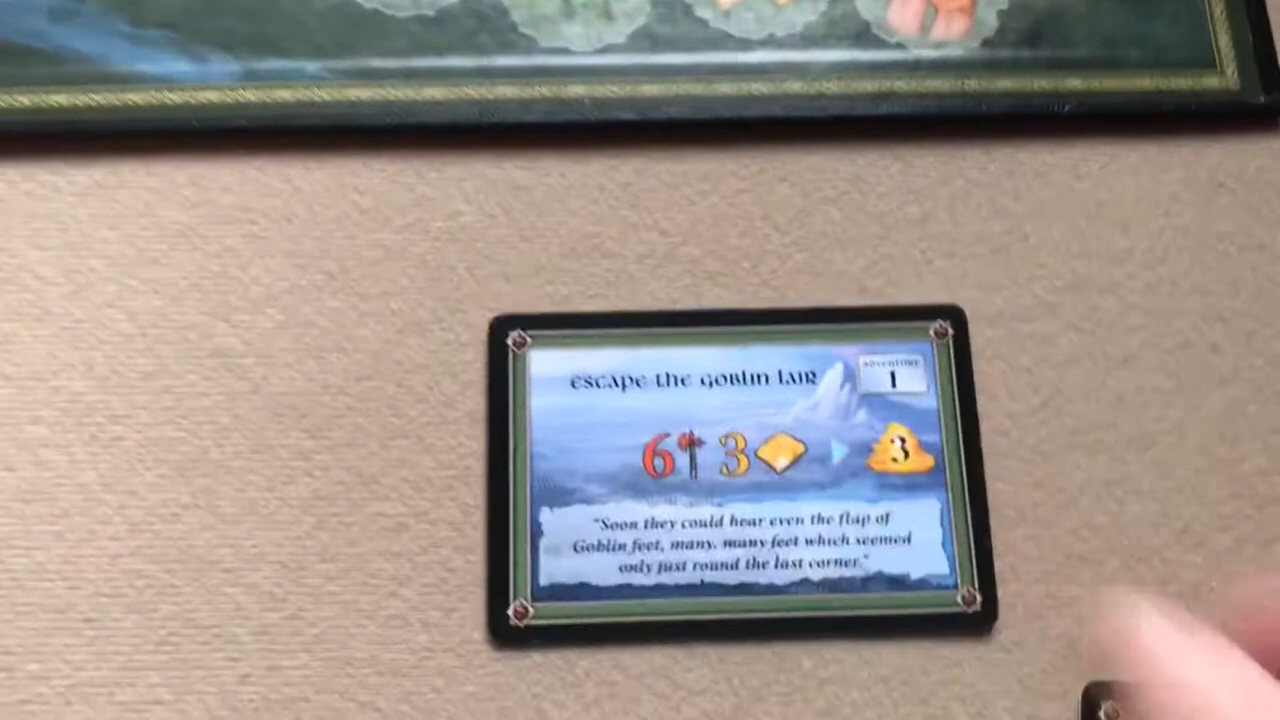 escape the goblin lair
adventure
1
6 3 3
"Soon they could hear even the flap of
Goblin feet, many, many feet which seemed
only just round the last corner."